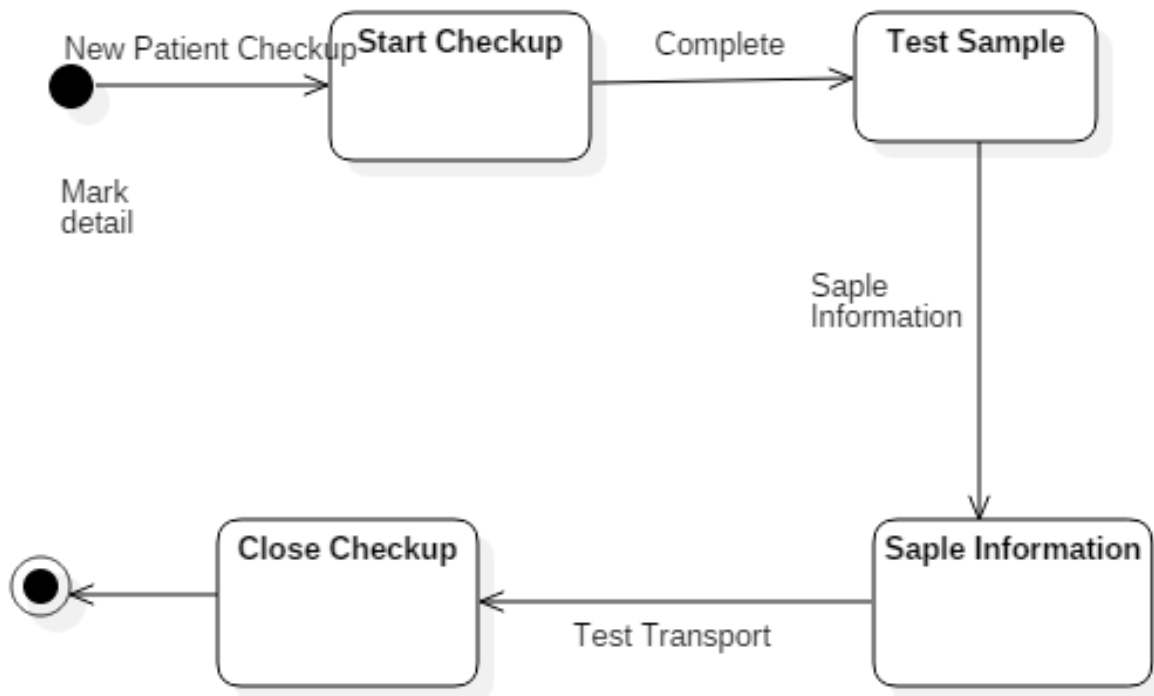 New Patient Checkup
Start Checkup
Complete
Test Sample
Mark
detail
Saple
Information
Close Checkup
Saple Information
Test Transport